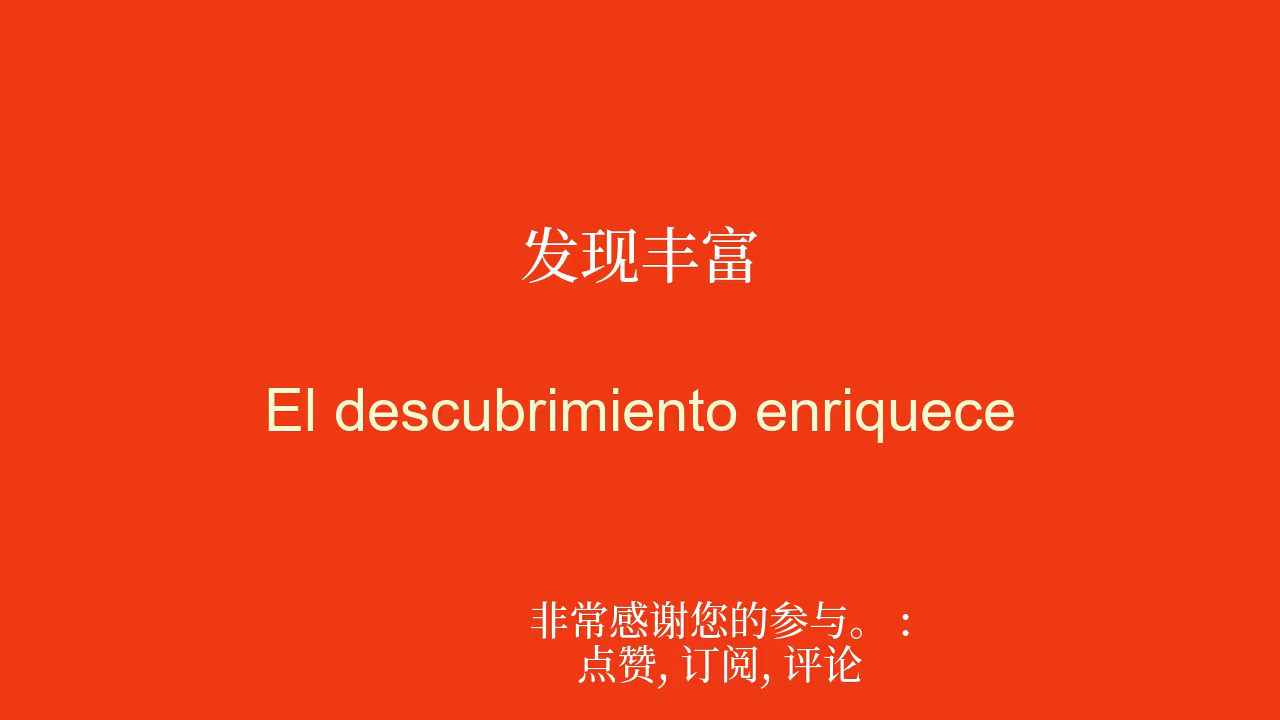 发现丰富
El descubrimiento enriquece
非常感谢您的参与。 :
点赞, 订阅, 评论